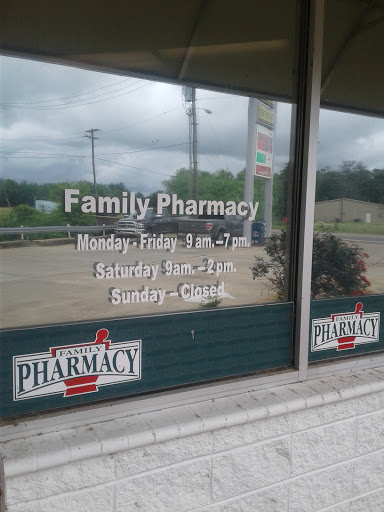 Family Pharmacy
Monday - Friday 9 am. - 7 pm.
Saturday 9am. - 2 pm.
Sunday - Closed
FAMILY
PHARMACY
FAMILY
PHARMACY